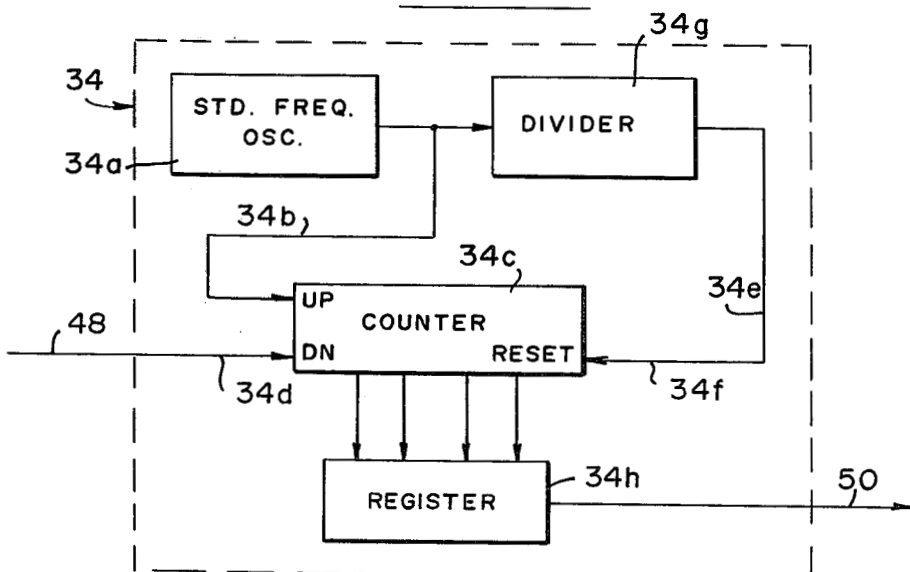 34g
34
STD. FREQ.
OSC.
DIVIDER
34a
34b
34c
34e
UP
COUNTER
48
DN
RESET
34d
34f
REGISTER
34h
50